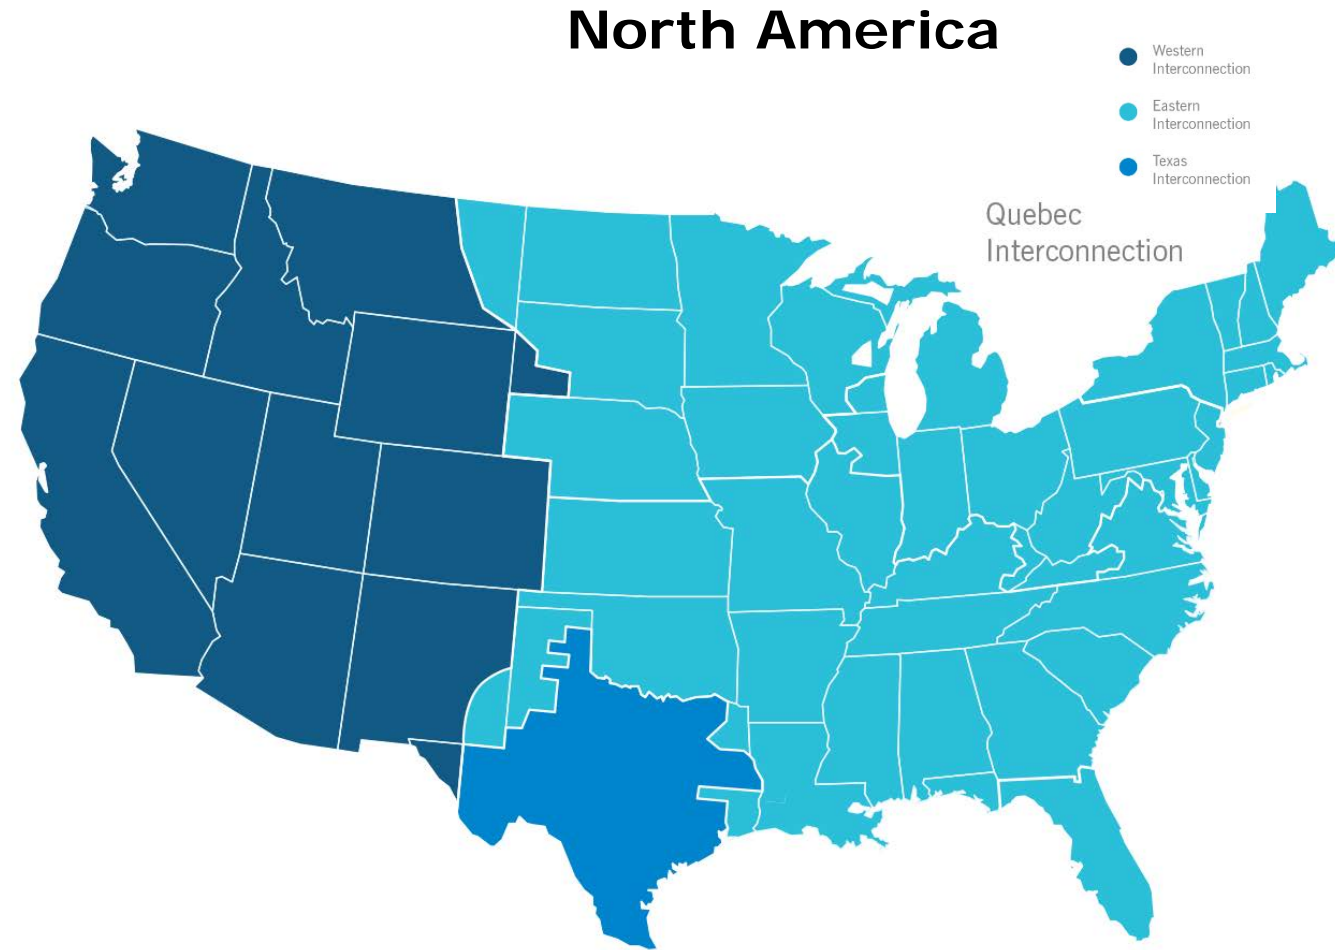 North America
Western
Interconnection
Eastern
Interconnection
Texas
Interconnection
Quebec
Interconnection